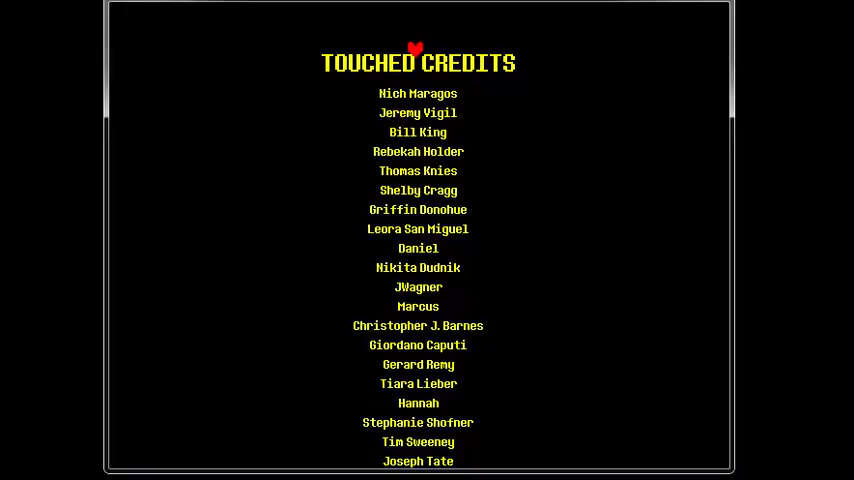 TOUCHED CREDITS
Nich Maragos
Jeremy Vigil
Bill King
Rebekah Holder
Thomas Knies
Shelby Cragg
Griffin Donohue
Leora San Miguel
Daniel
Nikita Dudnik
JWagner
Marcus
Christopher J. Barnes
Giordano Caputi
Gerard Remy
Tiara Lieber
Hannah
Stephanie Shofner
Tim Sweeney
Joseph Tate